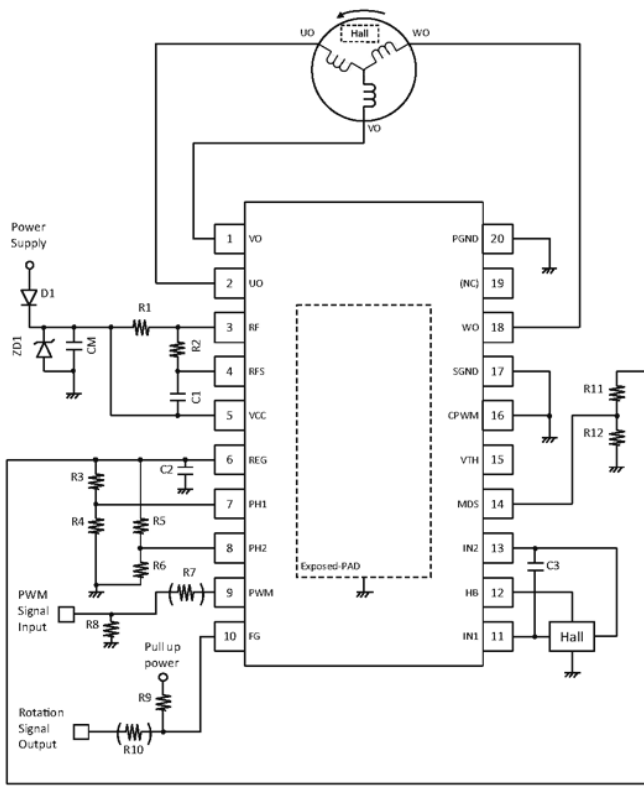 UO
Hall
WO
VO
Power
Supply
D1
ZD1
CM
R1
R2
C1
1 VO
2 UO
3 RF
4 RFS
5 VCC
6 REG
7 PH1
8 PH2
9 PWM
10 FG
PGND 20
(NC) 19
WO 18
SGND 17
CPWM 16
VTH 15
MDS 14
IN2 13
HB 12
IN1 11
Exposed-PAD
R11
R12
C2
R3
R4
R5
R6
(R7)
PWM
Signal
Input
R8
Pull up
power
R9
Rotation
Signal
Output
(R10)
C3
Hall